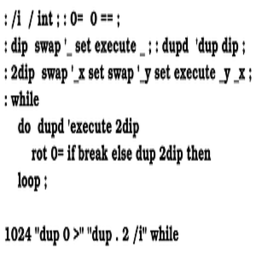 : /i / int ; : 0= 0 == ;
: dip swap '_ set execute _ ; : dupd 'dup dip ;
: 2dip swap '_x set swap '_y set execute _y _x ;
: while
do dupd 'execute 2dip
rot 0= if break else dup 2dip then
loop ;
1024 "dup 0 >" "dup . 2 /i" while